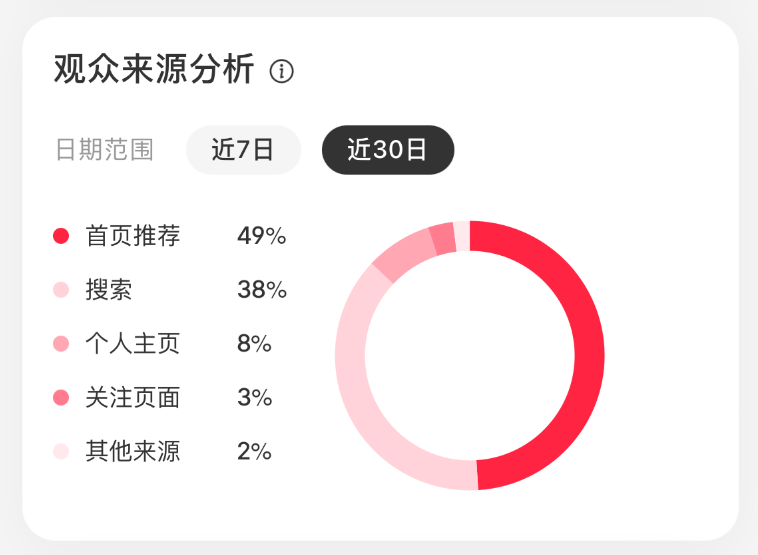 观众来源分析
日期范围 近7日 近30日
首页推荐 49%
搜索 38%
个人主页 8%
关注页面 3%
其他来源 2%